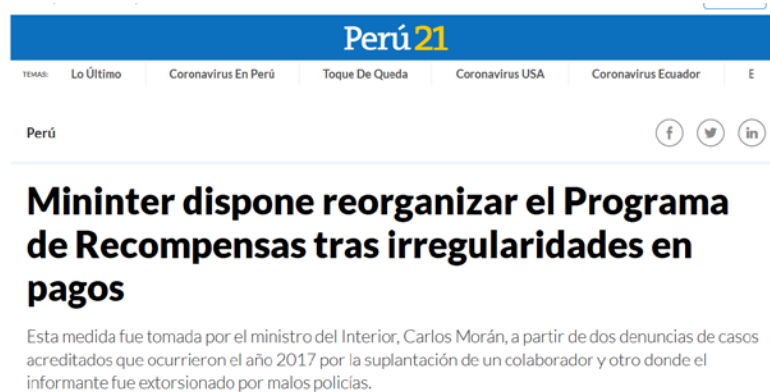 Perú21
TEMAS: Lo Último Coronavirus En Perú Toque De Queda Coronavirus USA Coronavirus Ecuador E
Perú
f in
Mininter dispone reorganizar el Programa
de Recompensas tras irregularidades en
pagos
Esta medida fue tomada por el ministro del Interior, Carlos Morán, a partir de dos denuncias de casos
acreditados que ocurrieron el año 2017 por la suplantación de un colaborador y otro donde el
informante fue extorsionado por malos policías.